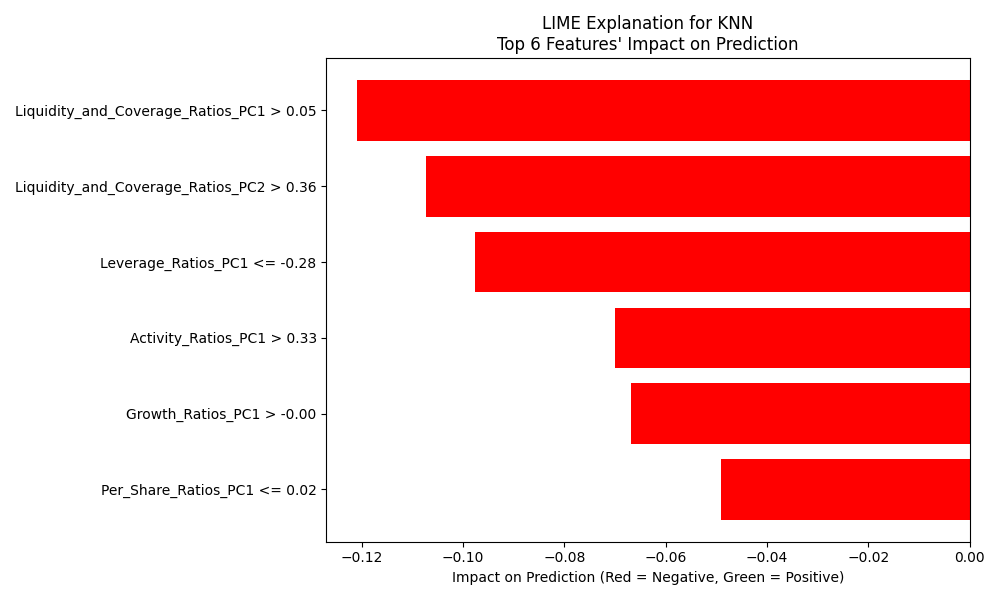 LIME Explanation for KNN
Top 6 Features' Impact on Prediction
Liquidity_and_Coverage_Ratios_PC1 > 0.05
Liquidity_and_Coverage_Ratios_PC2 > 0.36
Leverage_Ratios_PC1 <= -0.28
Activity_Ratios_PC1 > 0.33
Growth_Ratios_PC1 > -0.00
Per_Share_Ratios_PC1 <= 0.02
−0.12 −0.10 −0.08 −0.06 −0.04 −0.02 0.00
Impact on Prediction (Red = Negative, Green = Positive)